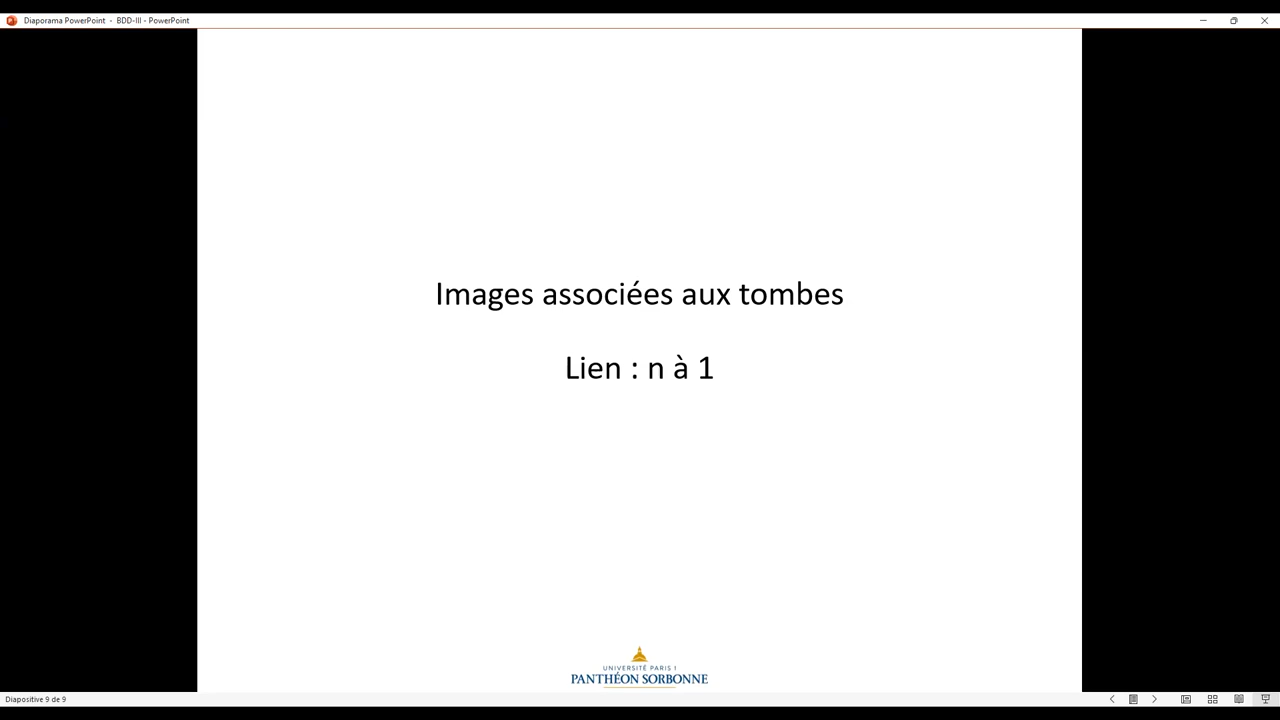 Diaporama PowerPoint - BDD-III - PowerPoint
Images associées aux tombes
Lien : n à 1
UNIVERSITÉ PARIS 1
PANTHÉON SORBONNE
Diapositive 9 de 9